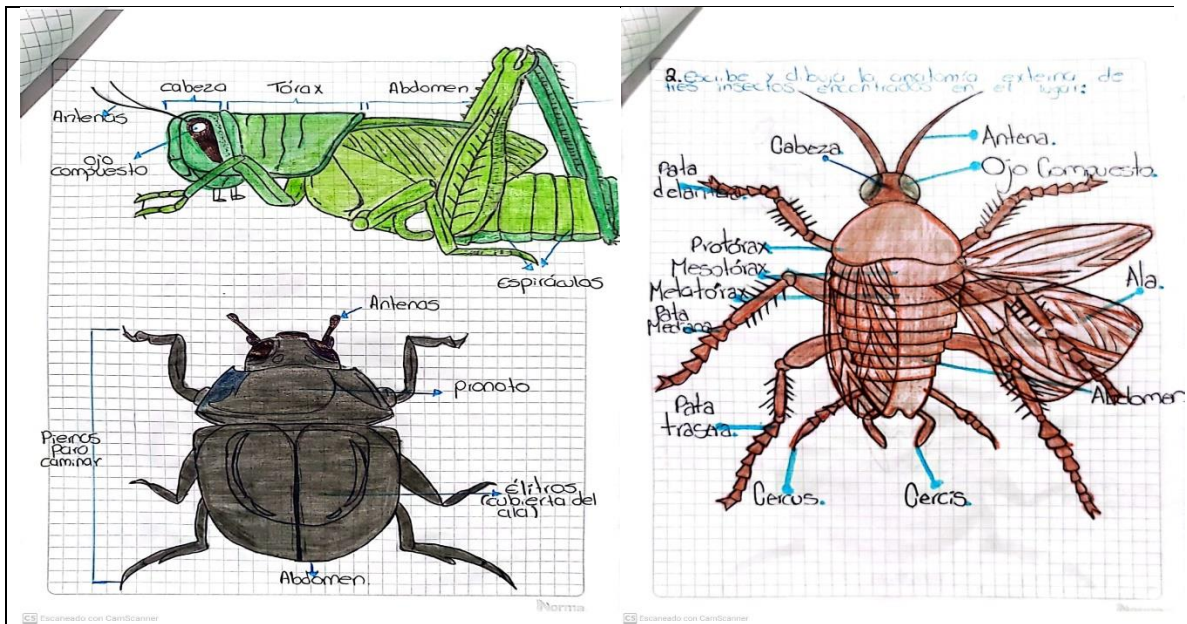 cabeza
Tórax
Abdomen
Antenas
Ojo
compuesto
Espiráculos
Antenas
pronoto
Piernas
para
caminar
élitros
(cubierta del
ala)
Abdomen
Norma
CS Escaneado con CamScanner
2. Escribe y dibuja la anatomía externa de
tres insectos encontrados en el lugar:
Antena.
Cabeza.
Ojo Compuesto.
Pata
delantera.
Protórax
Mesotórax
Metatórax
Pata
Mediana
Ala.
Abdomen
Pata
trasera.
Cercus.
Cercis.
CS Escaneado con CamScanner